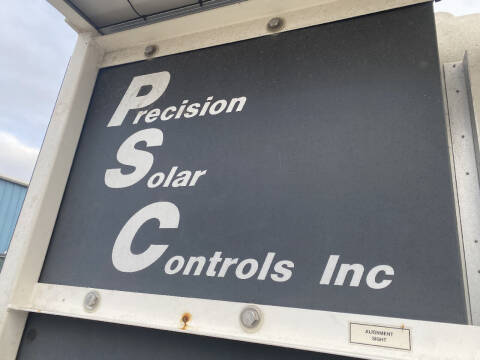 Precision
Solar
Controls Inc
ALIGNMENT
SIGHT